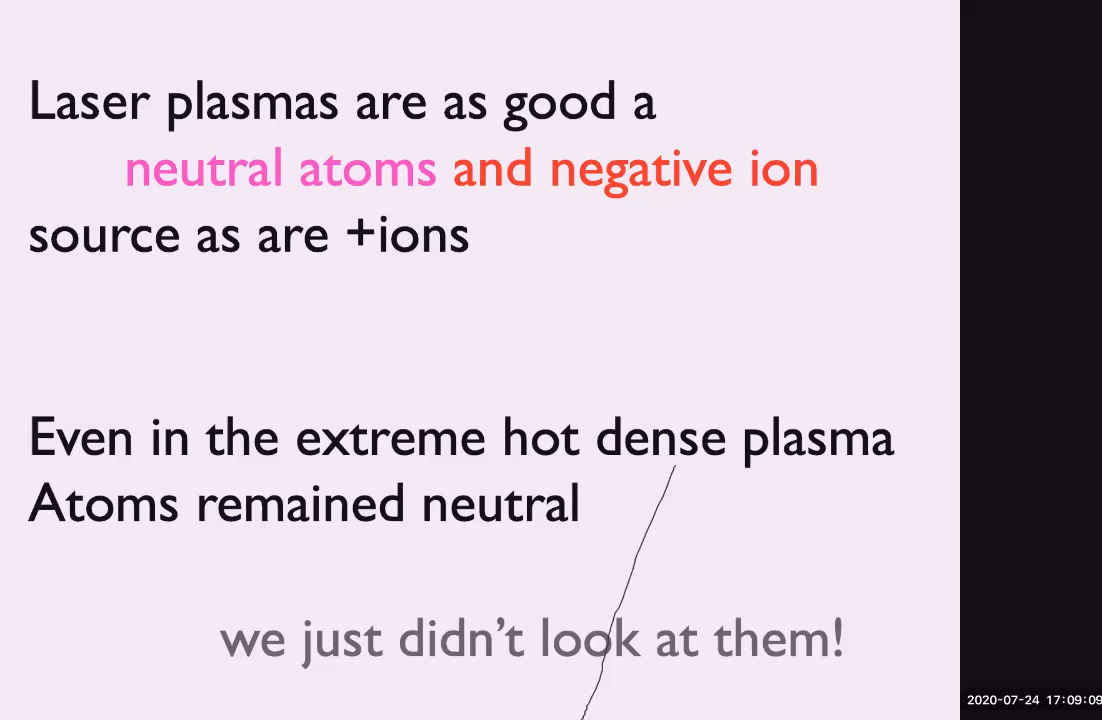 Laser plasmas are as good a
neutral atoms and negative ion
source as are +ions
Even in the extreme hot dense plasma
Atoms remained neutral
we just didn’t look at them!
2020-07-24 17:09:09